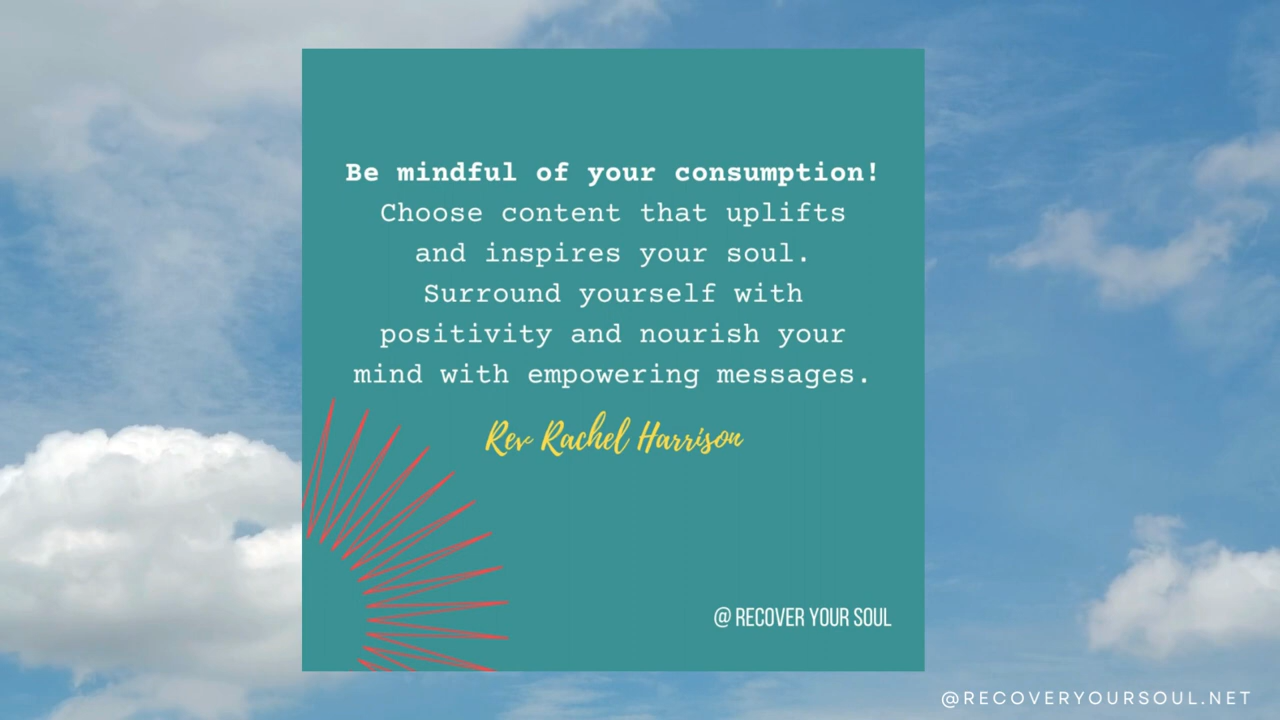 Be mindful of your consumption!
Choose content that uplifts
and inspires your soul.
Surround yourself with
positivity and nourish your
mind with empowering messages.
Rev Rachel Harrison
@ RECOVER YOUR SOUL
@RECOVERYOURSOUL.NET